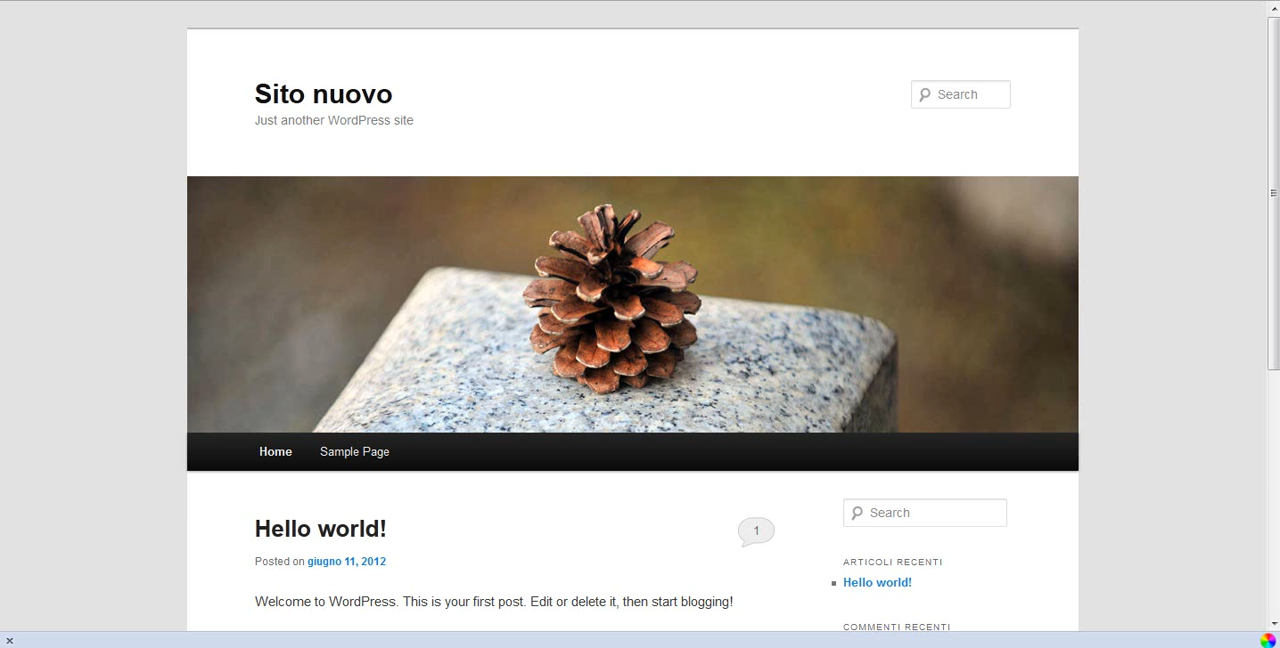 Sito nuovo
Just another WordPress site
Search
Home
Sample Page
Hello world!
1
Posted on giugno 11, 2012
Welcome to WordPress. This is your first post. Edit or delete it, then start blogging!
Search
ARTICOLI RECENTI
Hello world!
COMMENTI RECENTI